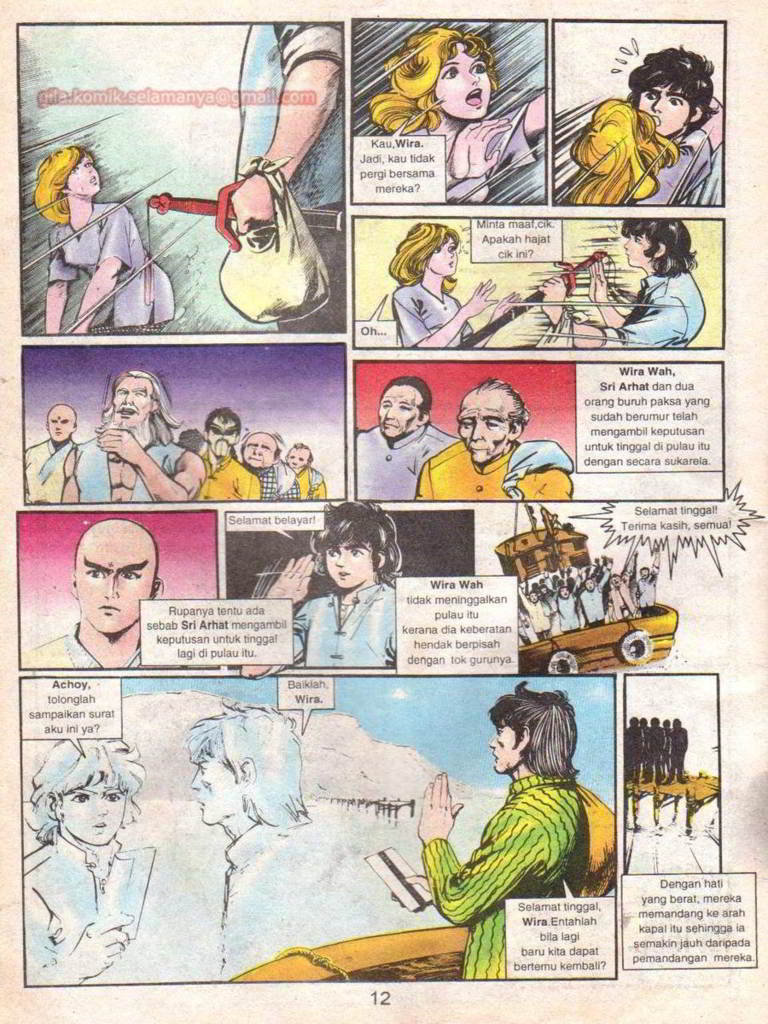 gila.komik.selamanya@gmail.com
Kau,Wira.
Jadi, kau tidak
pergi bersama
mereka?
Minta maaf,cik.
Apakah hajat
cik ini?
Oh...
Wira Wah,
Sri Arhat dan dua
orang buruh paksa yang
sudah berumur telah
mengambil keputusan
untuk tinggal di pulau itu
dengan secara sukarela.
Rupanya tentu ada
sebab Sri Arhat mengambil
keputusan untuk tinggal
lagi di pulau itu.
Selamat belayar!
Wira Wah
tidak meninggalkan
pulau itu
kerana dia keberatan
hendak berpisah
dengan tok gurunya.
Selamat tinggal!
Terima kasih, semua!
Achoy,
tolonglah
sampaikan surat
aku ini ya?
Baiklah,
Wira.
Selamat tinggal,
Wira.Entahlah
bila lagi
baru kita dapat
bertemu kembali?
Dengan hati
yang berat, mereka
memandang ke arah
kapal itu sehingga ia
semakin jauh daripada
pemandangan mereka.
12